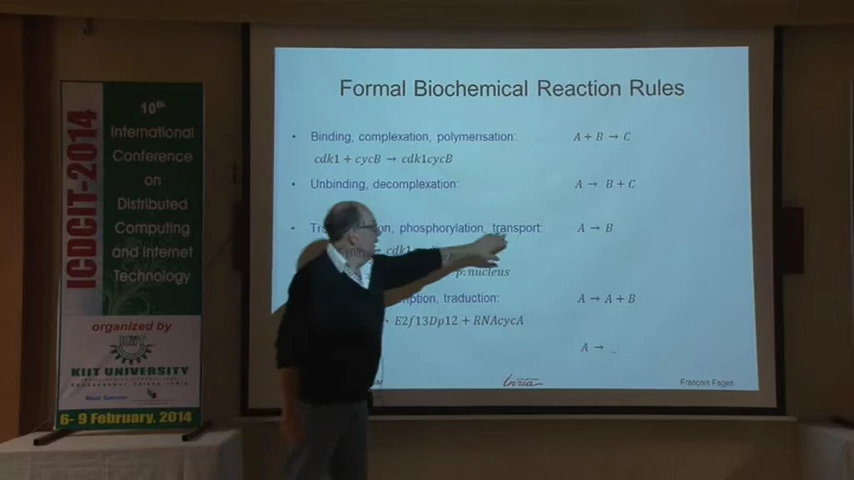 ICDCIT-2014
10th
International
Conference
on
Distributed
Computing
and Internet
Technology
organized by
KIIT UNIVERSITY
6- 9 February, 2014
Formal Biochemical Reaction Rules
• Binding, complexation, polymerisation: A + B → C
cdk1 + cycB → cdk1cycB
• Unbinding, decomplexation: A → B + C
phosphorylation, transport: A → B
→ cdk1
p:nucleus
traduction: A → A + B
E2f13Dp12 + RNAcycA
A → _
Inria
François Fages